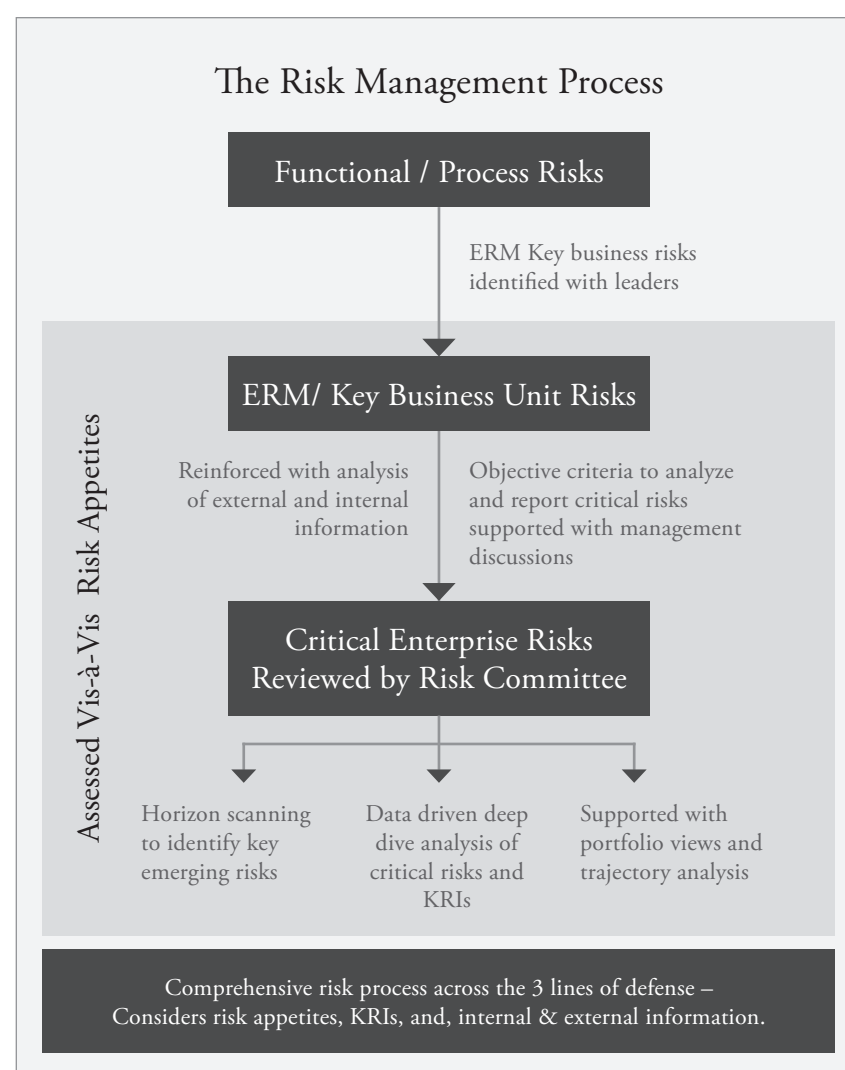 The Risk Management Process
Functional / Process Risks
ERM Key business risks
identified with leaders
Assessed Vis-à-Vis Risk Appetites
ERM/ Key Business Unit Risks
Reinforced with analysis
of external and internal
information
Objective criteria to analyze
and report critical risks
supported with management
discussions
Critical Enterprise Risks
Reviewed by Risk Committee
Horizon scanning
to identify key
emerging risks
Data driven deep
dive analysis of
critical risks and
KRIs
Supported with
portfolio views and
trajectory analysis
Comprehensive risk process across the 3 lines of defense –
Considers risk appetites, KRIs, and, internal & external information.